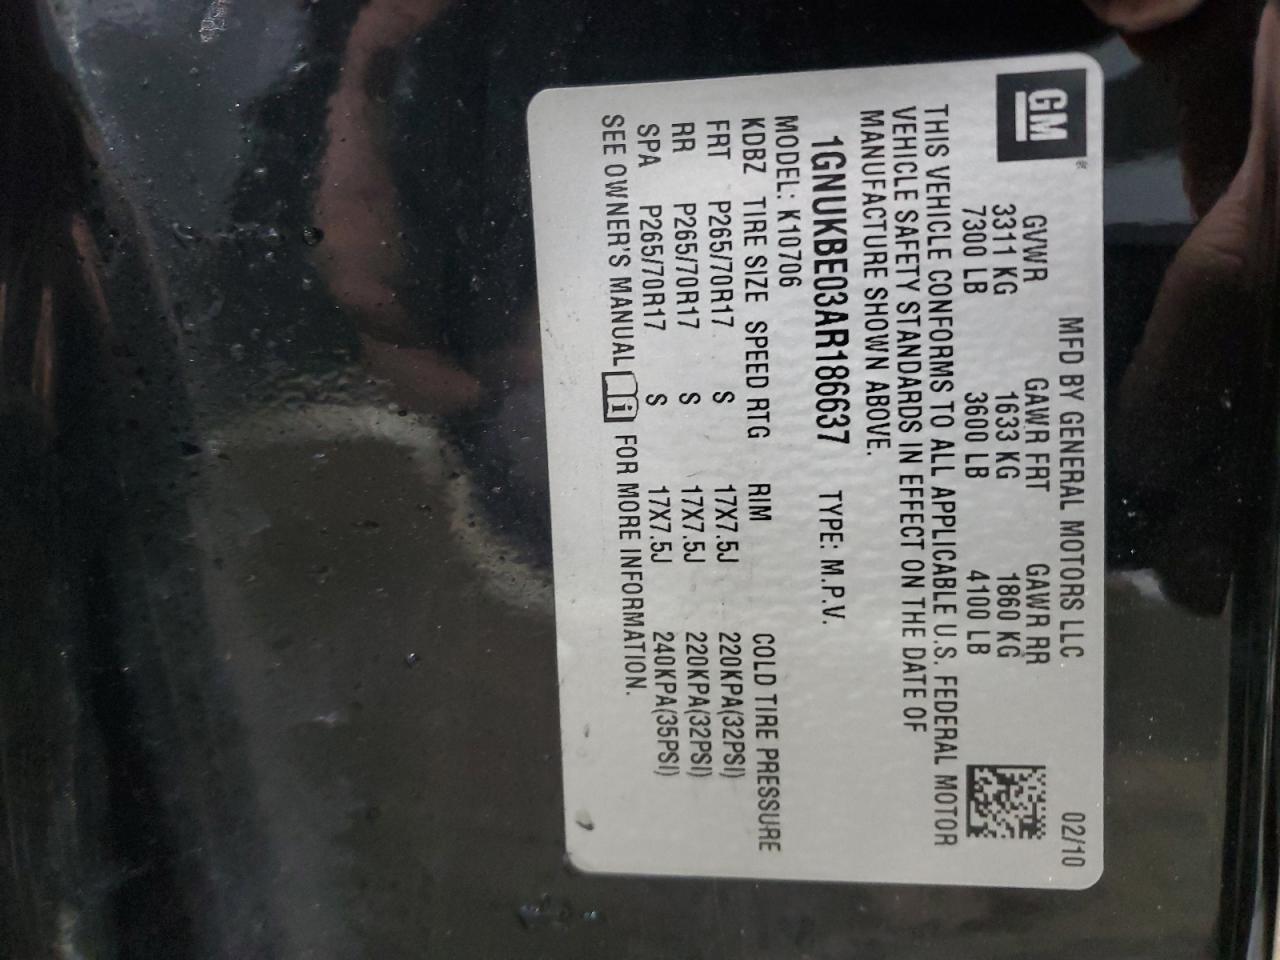 GM
MFD BY GENERAL MOTORS LLC 02/10
GVWR GAWR FRT GAWR RR
3311 KG 1633 KG 1860 KG
7300 LB 3600 LB 4100 LB
THIS VEHICLE CONFORMS TO ALL APPLICABLE U.S. FEDERAL MOTOR
VEHICLE SAFETY STANDARDS IN EFFECT ON THE DATE OF
MANUFACTURE SHOWN ABOVE.
1GNUKBE03AR186637 TYPE: M.P.V.
MODEL: K10706
KDBZ TIRE SIZE SPEED RTG RIM COLD TIRE PRESSURE
FRT P265/70R17 S 17X7.5J 220KPA(32PSI)
RR P265/70R17 S 17X7.5J 220KPA(32PSI)
SPA P265/70R17 S 17X7.5J 240KPA(35PSI)
SEE OWNER'S MANUAL i FOR MORE INFORMATION.